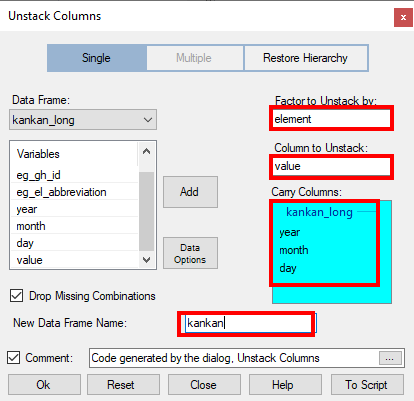 Unstack Columns
Single
Multiple
Restore Hierarchy
Data Frame:
kankan_long
Factor to Unstack by:
element
Variables
eg_gh_id
eg_el_abbreviation
year
month
day
value
Add
Data
Options
Column to Unstack:
value
Carry Columns:
kankan_long
year
month
day
Drop Missing Combinations
New Data Frame Name:
kankan
Comment:
Code generated by the dialog, Unstack Columns
...
Ok
Reset
Close
Help
To Script